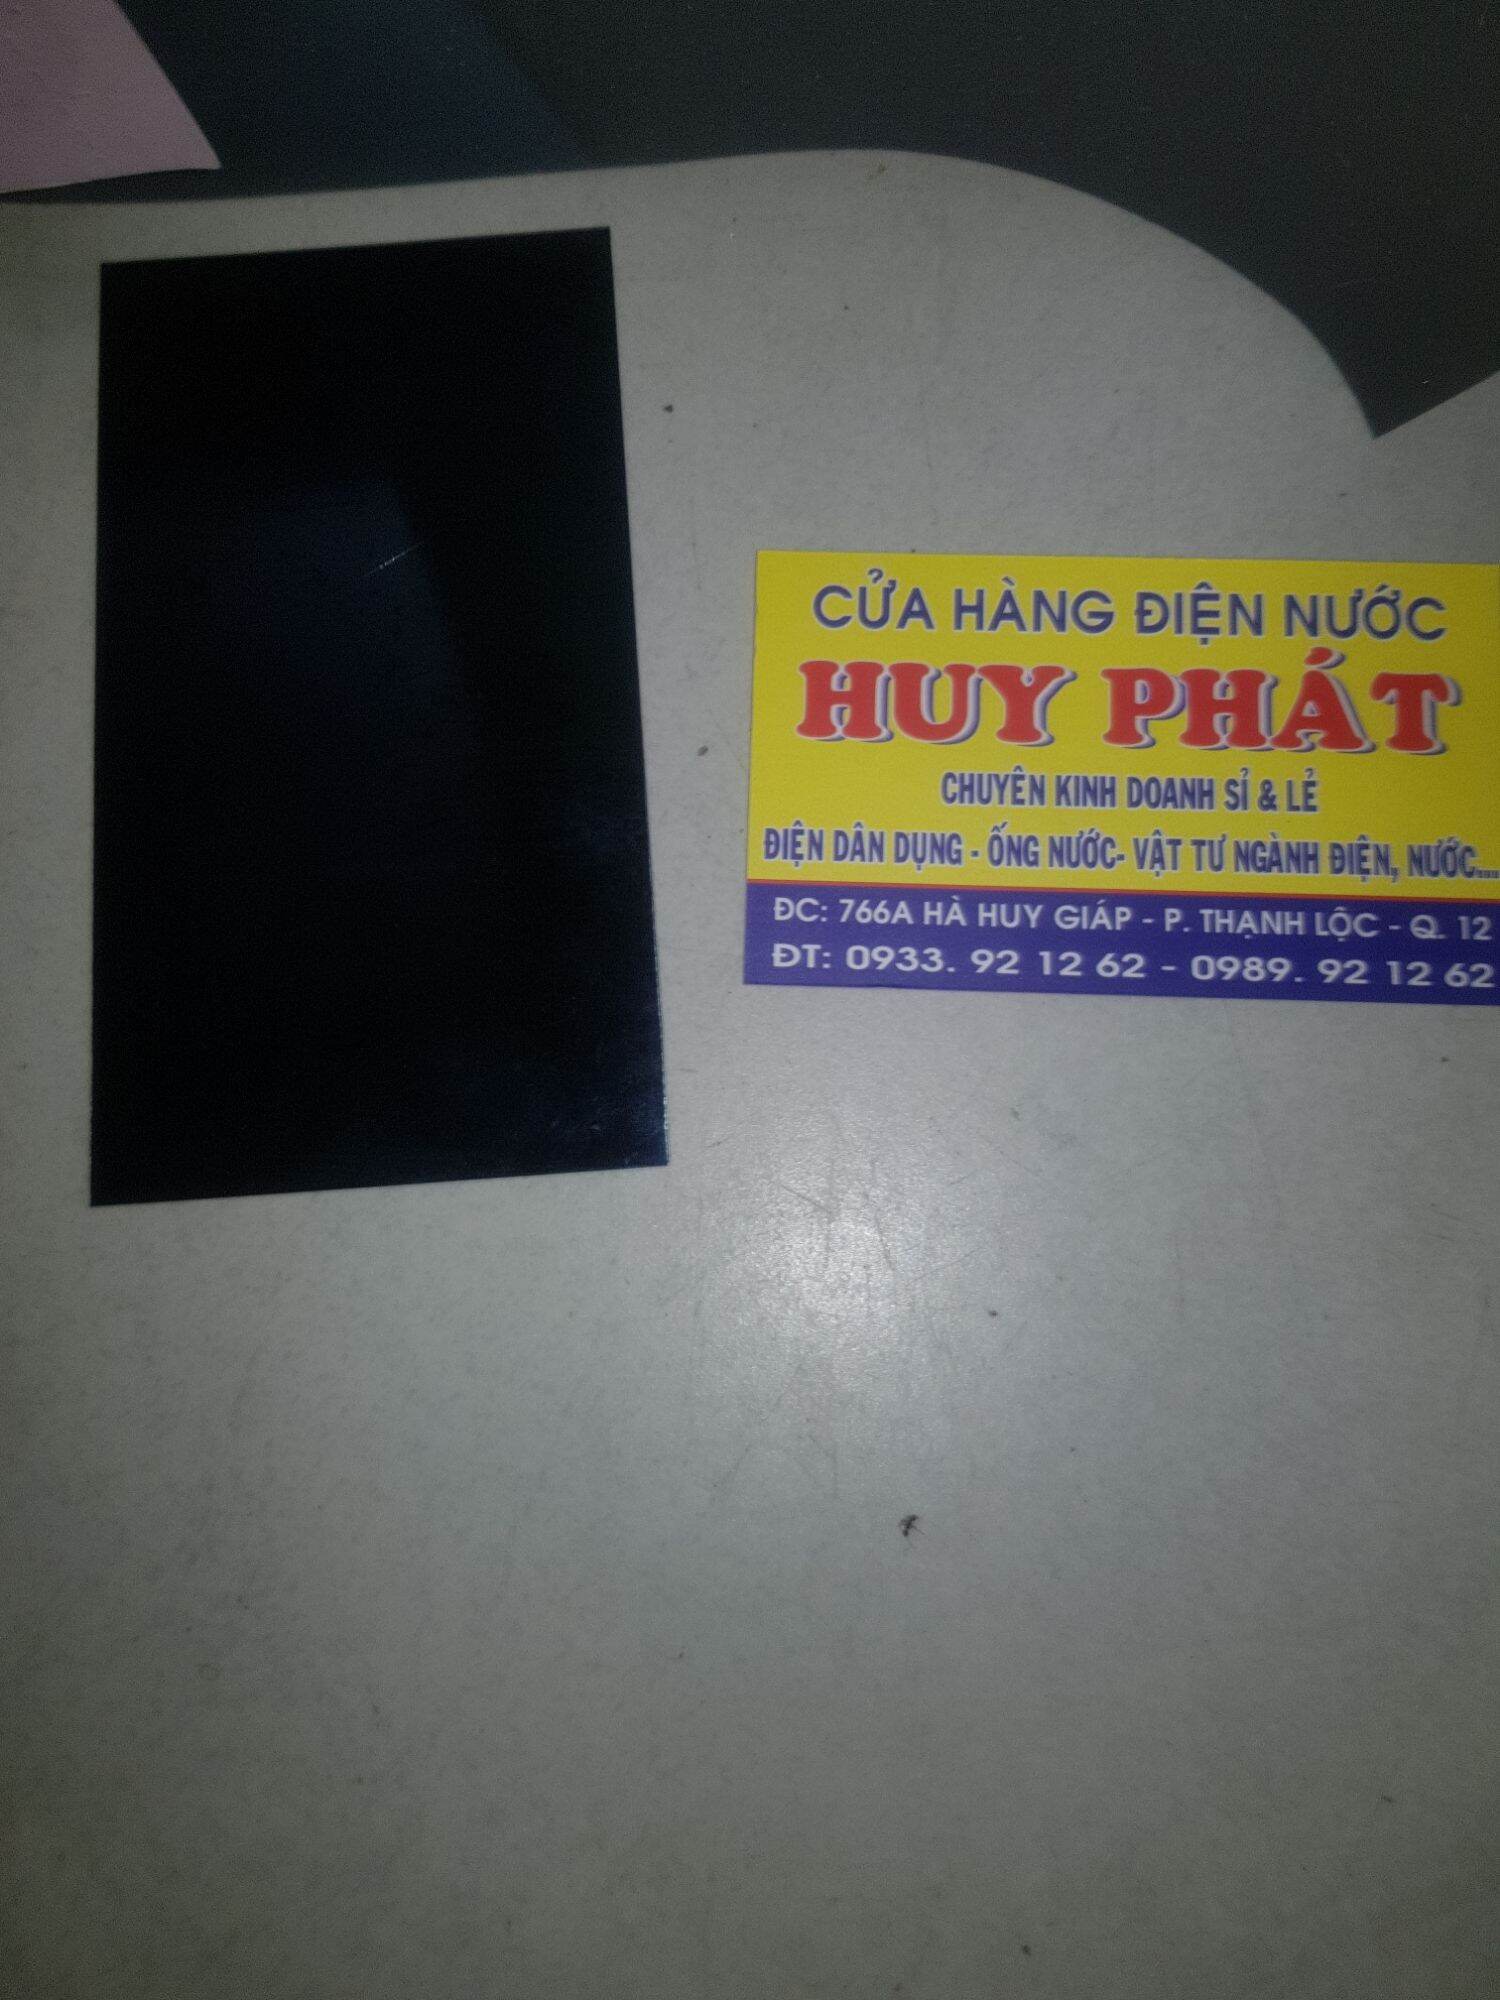 CỬA HÀNG ĐIỆN NƯỚC
HUY PHÁT
CHUYÊN KINH DOANH SỈ & LẺ
ĐIỆN DÂN DỤNG - ỐNG NƯỚC- VẬT TƯ NGÀNH ĐIỆN, NƯỚC...
ĐC: 766A HÀ HUY GIÁP - P. THẠNH LỘC - Q. 12
ĐT: 0933. 92 12 62 - 0989. 92 12 62